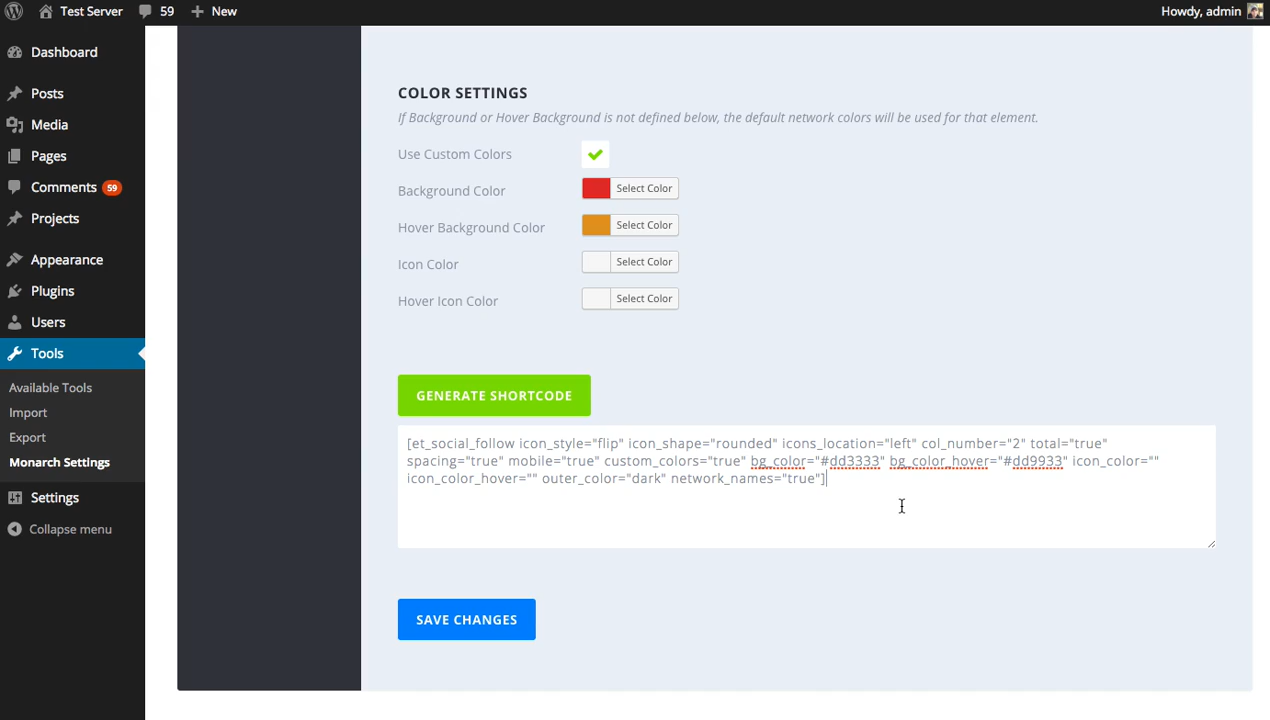 Test Server 59 New Howdy, admin
Dashboard
Posts
Media
Pages
Comments 59
Projects
Appearance
Plugins
Users
Tools
Available Tools
Import
Export
Monarch Settings
Settings
Collapse menu
COLOR SETTINGS
If Background or Hover Background is not defined below, the default network colors will be used for that element.
Use Custom Colors
Background Color Select Color
Hover Background Color Select Color
Icon Color Select Color
Hover Icon Color Select Color
GENERATE SHORTCODE
[et_social_follow icon_style="flip" icon_shape="rounded" icons_location="left" col_number="2" total="true"
spacing="true" mobile="true" custom_colors="true" bg_color="#dd3333" bg_color_hover="#dd9933" icon_color=""
icon_color_hover="" outer_color="dark" network_names="true"]
SAVE CHANGES